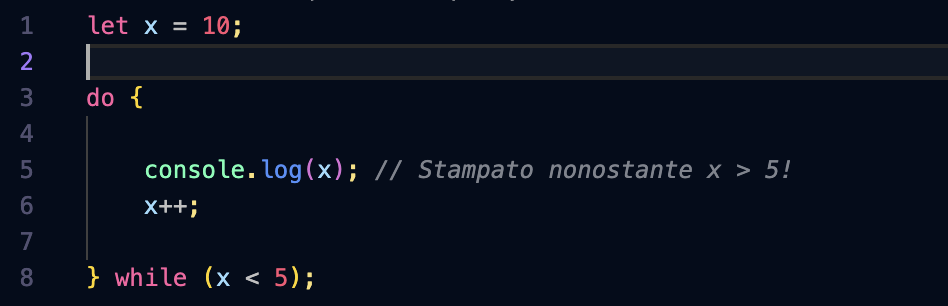 1 let x = 10;
2
3 do {
4
5 console.log(x); // Stampato nonostante x > 5!
6 x++;
7
8 } while (x < 5);